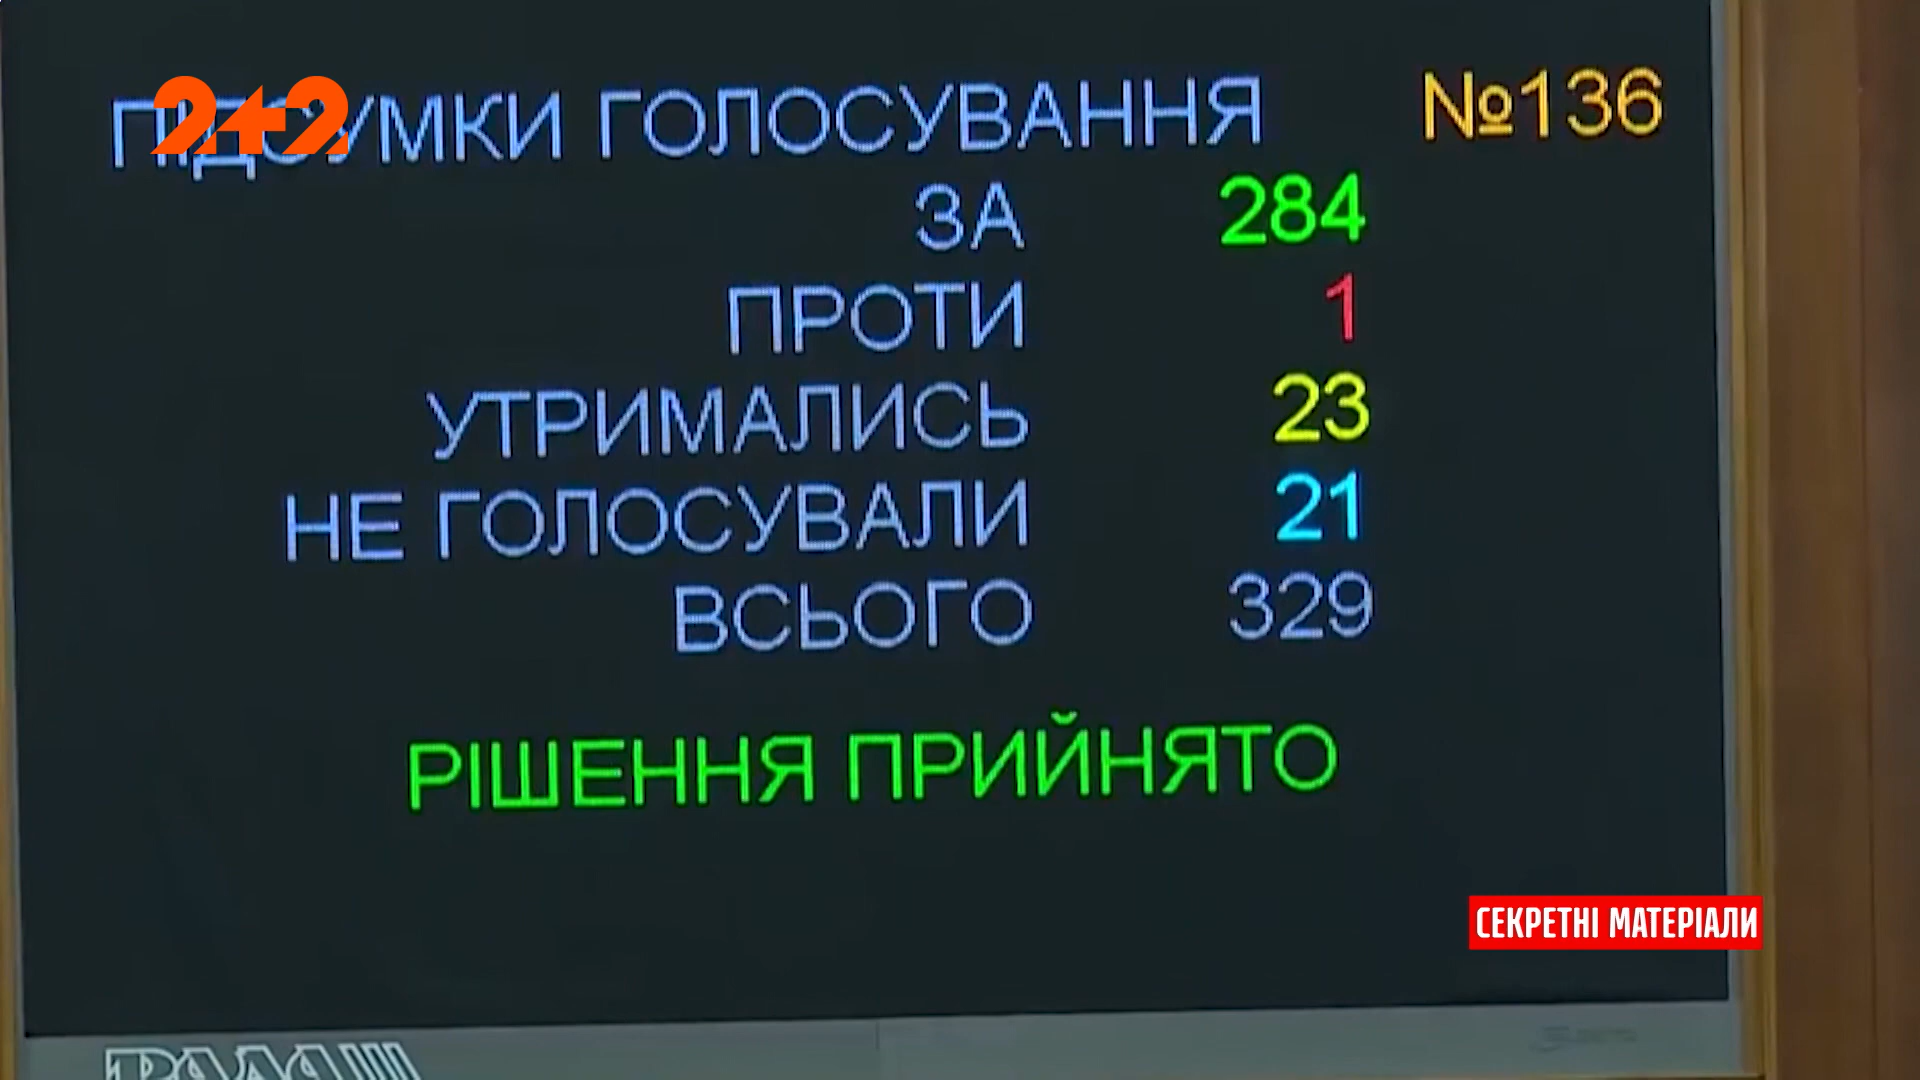 2+2
ПІДСУМКИ ГОЛОСУВАННЯ №136
ЗА 284
ПРОТИ 1
УТРИМАЛИСЬ 23
НЕ ГОЛОСУВАЛИ 21
ВСЬОГО 329
РІШЕННЯ ПРИЙНЯТО
СЕКРЕТНІ МАТЕРІАЛИ
РАДА